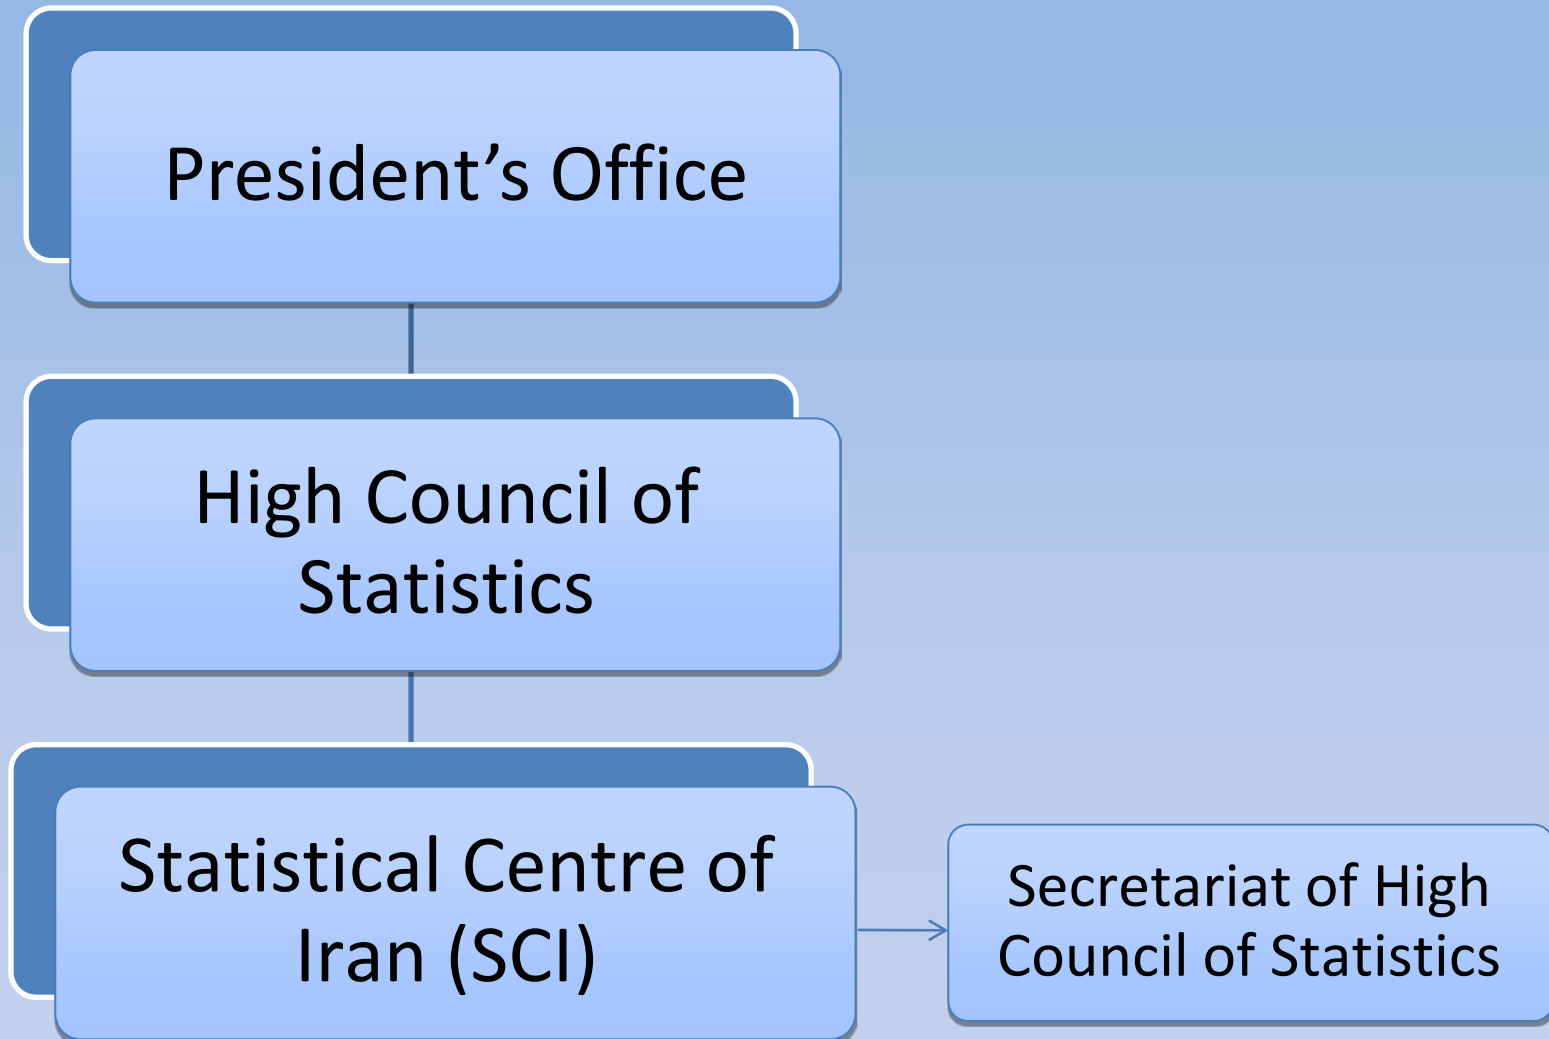 President’s Office
High Council of
Statistics
Statistical Centre of
Iran (SCI)
Secretariat of High
Council of Statistics